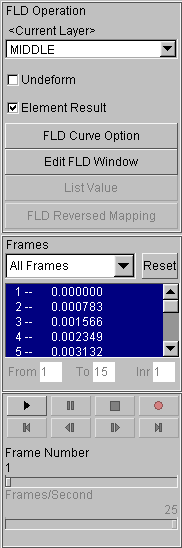 FLD Operation
<Current Layer>
MIDDLE
Undeform
Element Result
FLD Curve Option
Edit FLD Window
List Value
FLD Reversed Mapping
Frames
All Frames Reset
1 -- 0.000000
2 -- 0.000783
3 -- 0.001566
4 -- 0.002349
5 -- 0.003132
From 1 To 15 Inr 1
Frame Number
1
Frames/Second
25